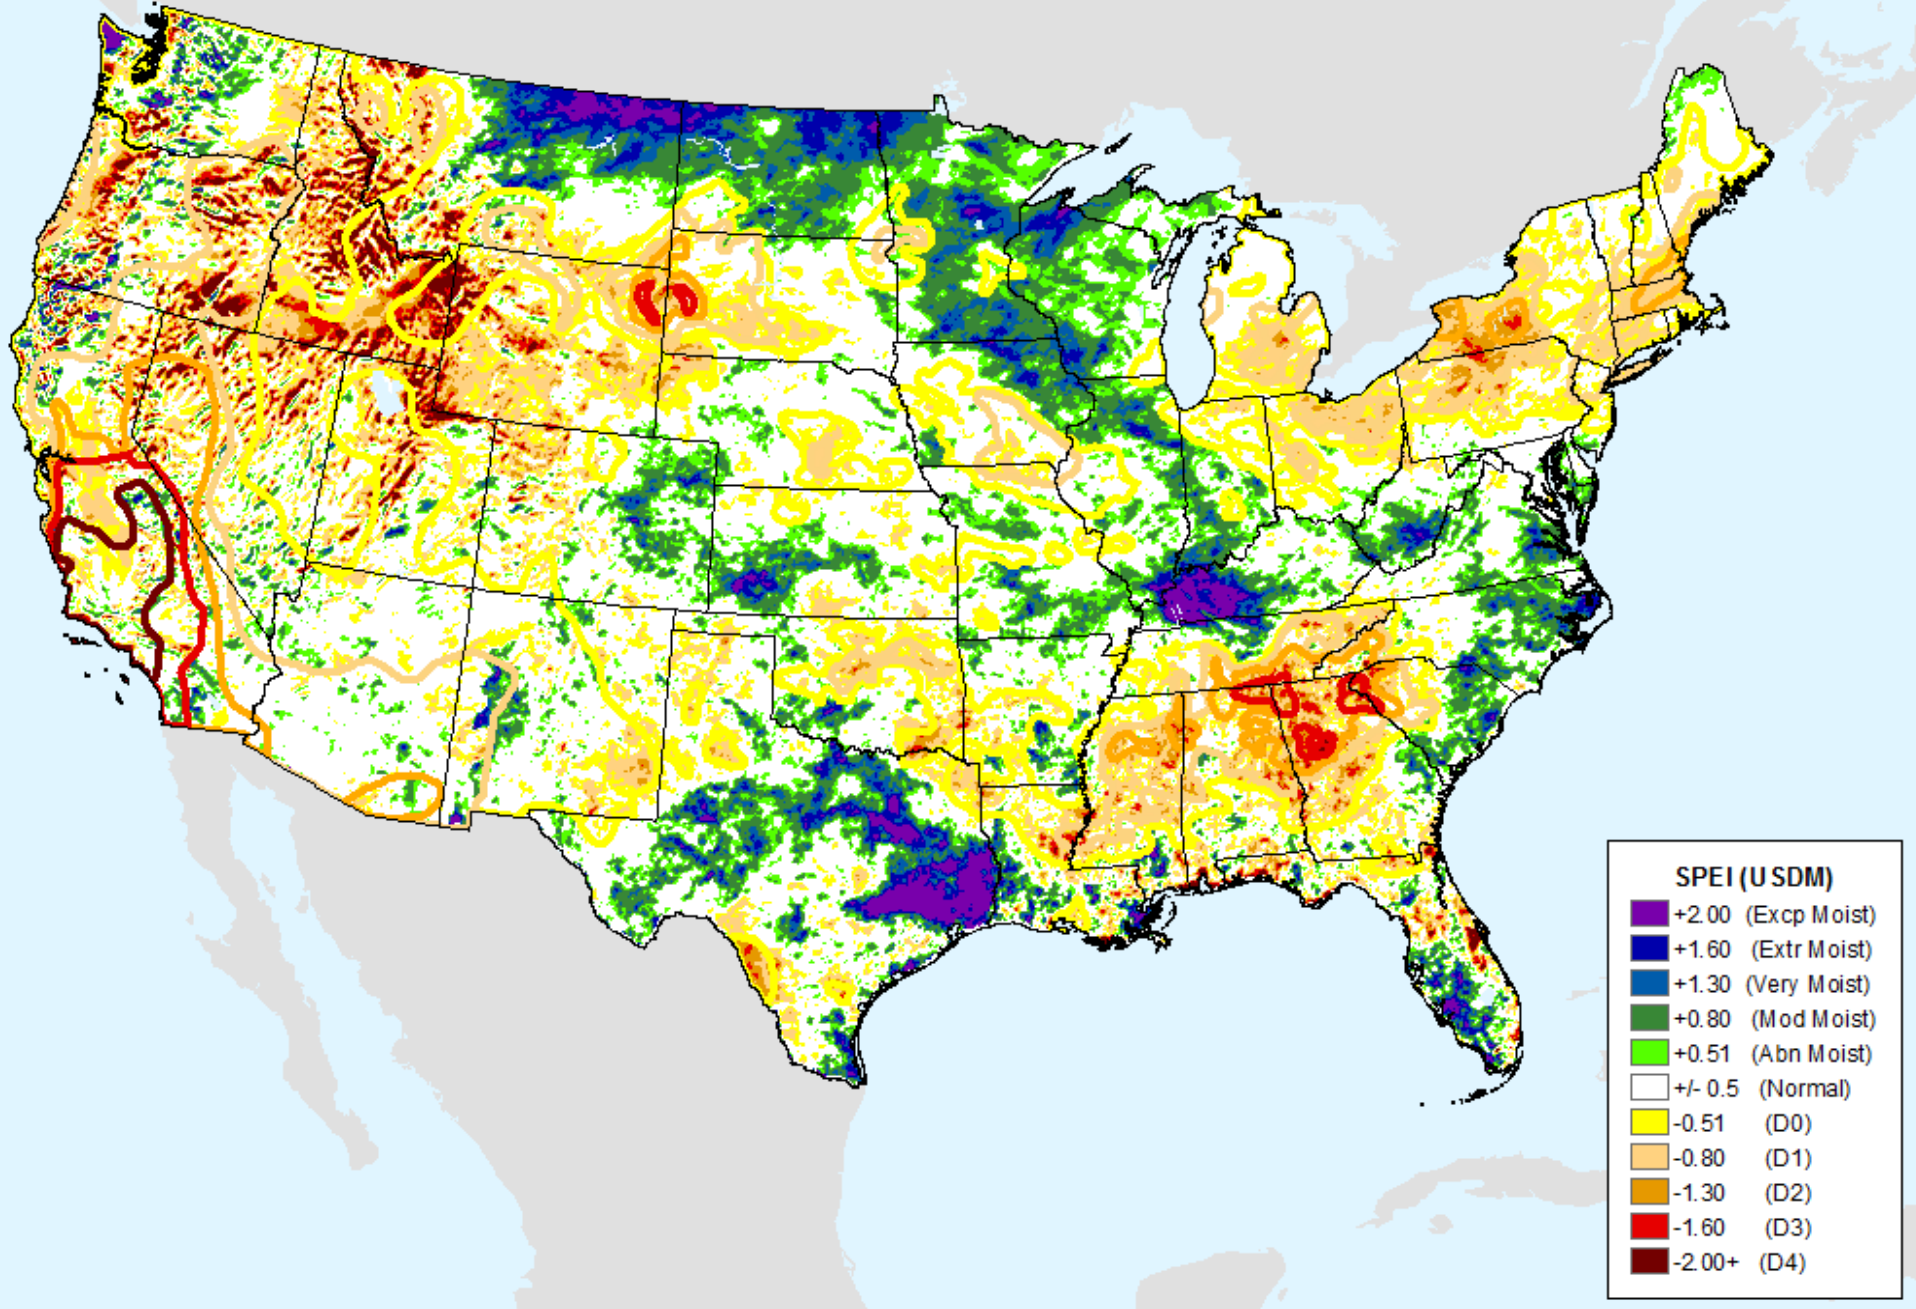 SPEI (USDM)
+2.00 (Excp Moist)
+1.60 (Extr Moist)
+1.30 (Very Moist)
+0.80 (Mod Moist)
+0.51 (Abn Moist)
+/- 0.5 (Normal)
-0.51 (D0)
-0.80 (D1)
-1.30 (D2)
-1.60 (D3)
-2.00+ (D4)